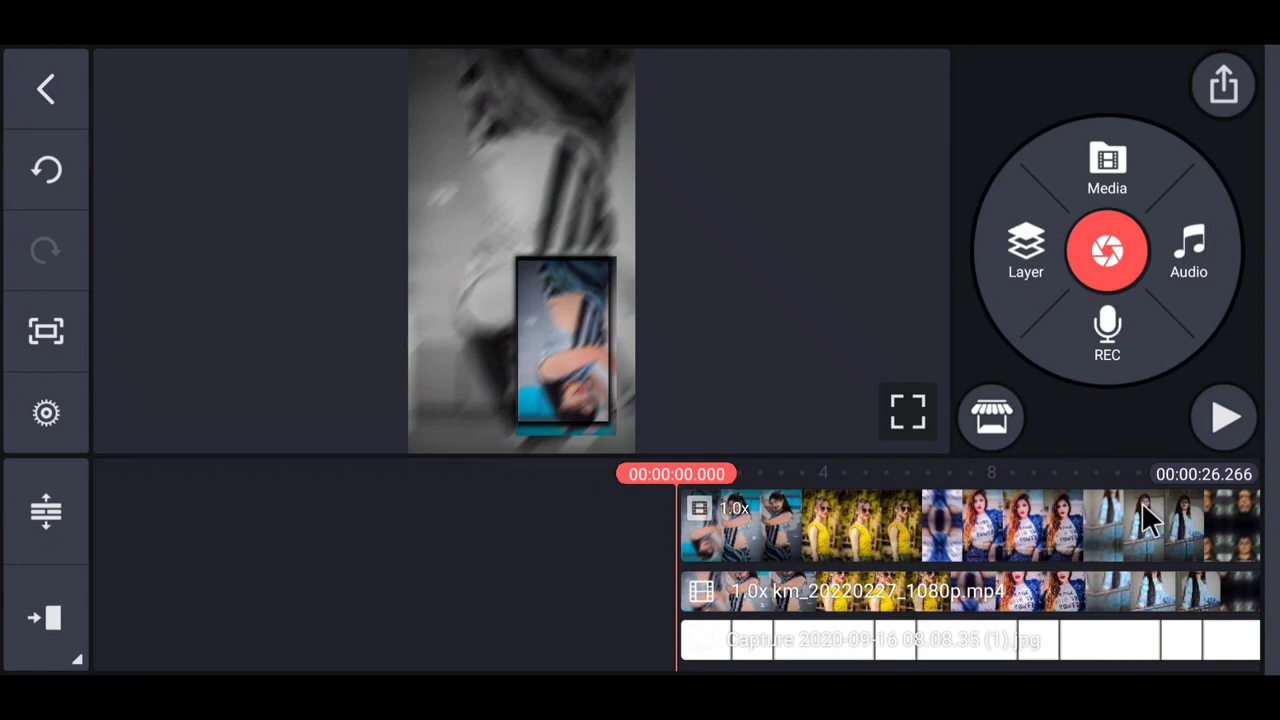 Media
Layer
Audio
REC
00:00:00.000
4
8
00:00:26.266
1.0x
1.0x km_20220227_1080p.mp4
Capture 2020-09-16 08.08.35 (1).jpg